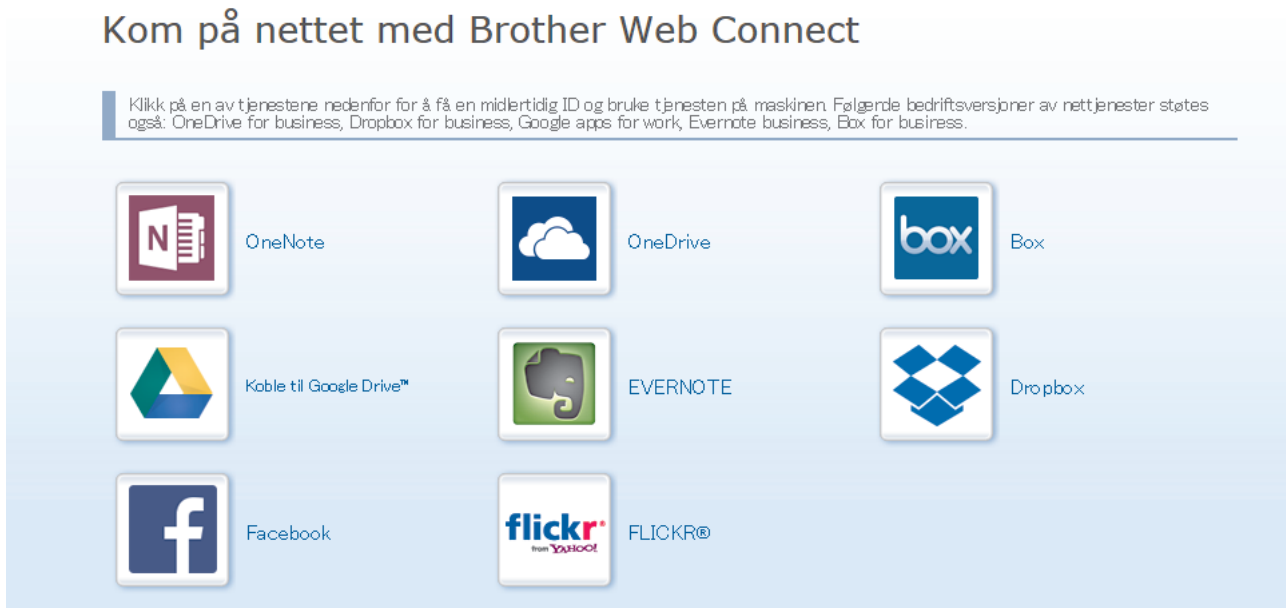 Kom på nettet med Brother Web Connect
Klikk på en av tjenestene nedenfor for å få en midlertidig ID og bruke tjenesten på maskinen. Følgende bedriftsversjoner av nettjenester støtes
også: OneDrive for business, Dropbox for business, Google apps for work, Evernote business, Box for business.
N
OneNote
OneDrive
box
Box
Koble til Google Drive™
EVERNOTE
Dropbox
f
Facebook
flickr
from YAHOO!
FLICKR®